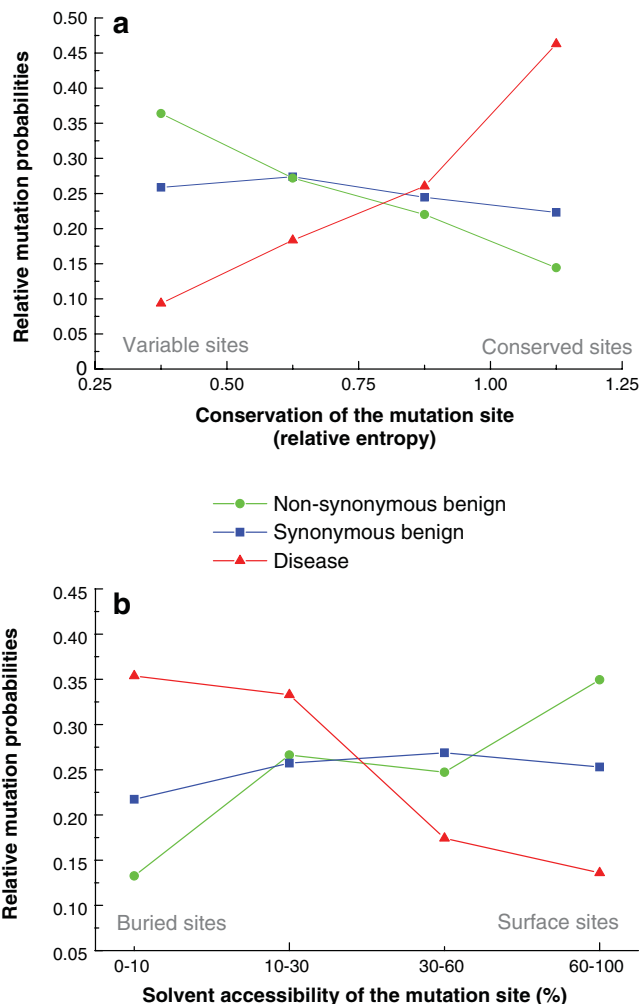 a
Relative mutation probabilities
0.50
0.45
0.40
0.35
0.30
0.25
0.20
0.15
0.10
0.05
0
Variable sites
Conserved sites
0.25
0.50
0.75
1.00
1.25
Conservation of the mutation site
(relative entropy)
Non-synonymous benign
Synonymous benign
Disease
b
Relative mutation probabilities
0.45
0.40
0.35
0.30
0.25
0.20
0.15
0.10
0.05
Buried sites
Surface sites
0-10
10-30
30-60
60-100
Solvent accessibility of the mutation site (%)